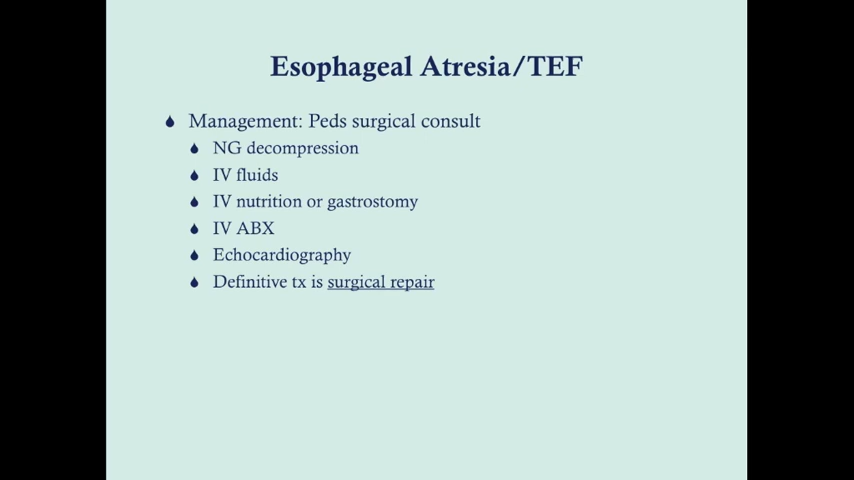 Esophageal Atresia/TEF
Management: Peds surgical consult
NG decompression
IV fluids
IV nutrition or gastrostomy
IV ABX
Echocardiography
Definitive tx is surgical repair